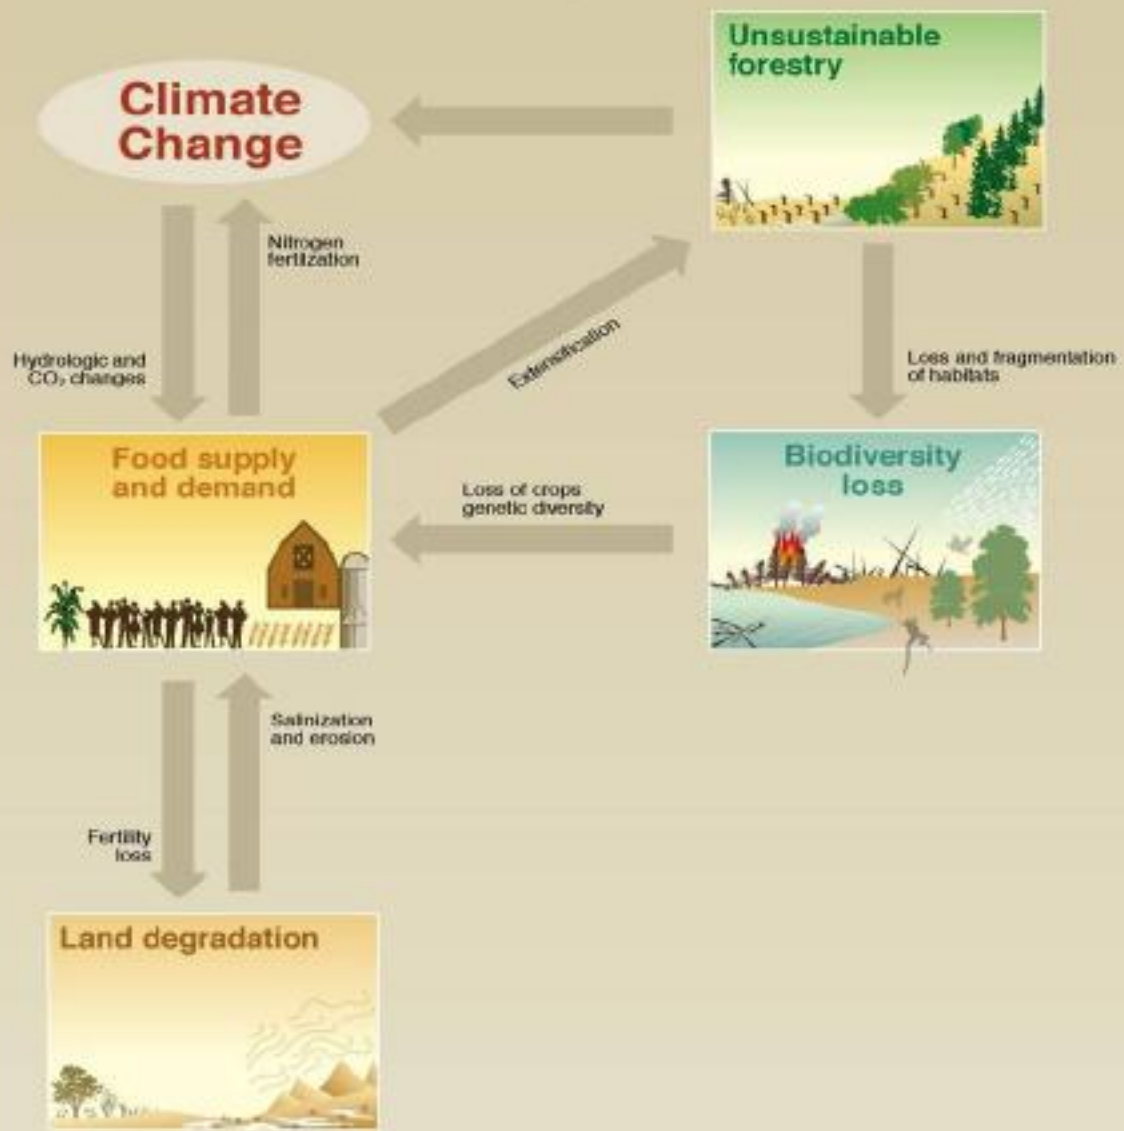 Unsustainable
forestry
Climate
Change
Nitrogen
fertilzation
Extensification
Hydrologic and
CO₂ changes
Loss and fragmentation
of habitats
Food supply
and demand
Loss of crops
genetic diversity
Biodiversity
loss
Salinization
and erosion
Fertility
loss
Land degradation